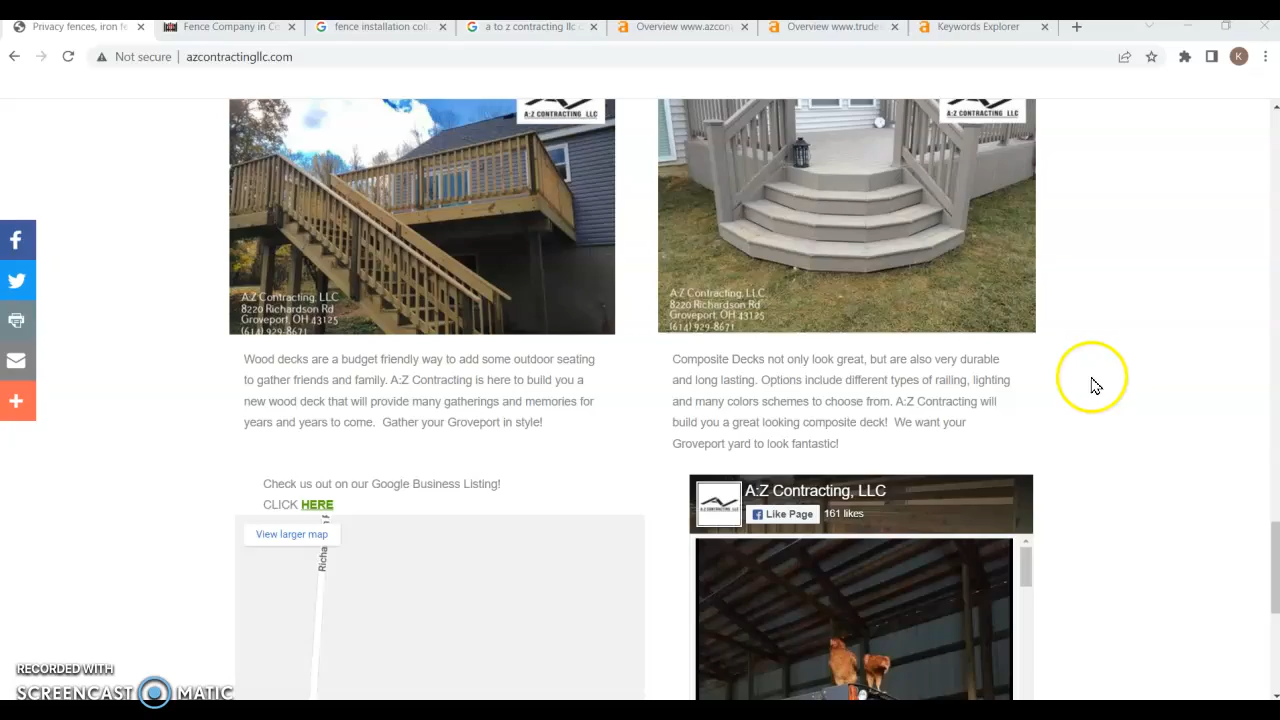 Privacy fences, iron fe
Fence Company in Ce
fence installation colu
a to z contracting llc c
Overview www.azcon
Overview www.trude
Keywords Explorer
Not secure
azcontractingllc.com
K
A:Z CONTRACTING, LLC
A:Z CONTRACTING, LLC
A:Z Contracting, LLC
8220 Richardson Rd
Groveport, OH 43125
(614) 929-8671
A:Z Contracting, LLC
8220 Richardson Rd
Groveport, OH 43125
(614) 929-8671
Wood decks are a budget friendly way to add some outdoor seating
to gather friends and family. A:Z Contracting is here to build you a
new wood deck that will provide many gatherings and memories for
years and years to come. Gather your Groveport in style!
Composite Decks not only look great, but are also very durable
and long lasting. Options include different types of railing, lighting
and many colors schemes to choose from. A:Z Contracting will
build you a great looking composite deck! We want your
Groveport yard to look fantastic!
Check us out on our Google Business Listing!
CLICK HERE
View larger map
Richa
A:Z Contracting, LLC
Like Page
161 likes
RECORDED WITH
SCREENCAST MATIC